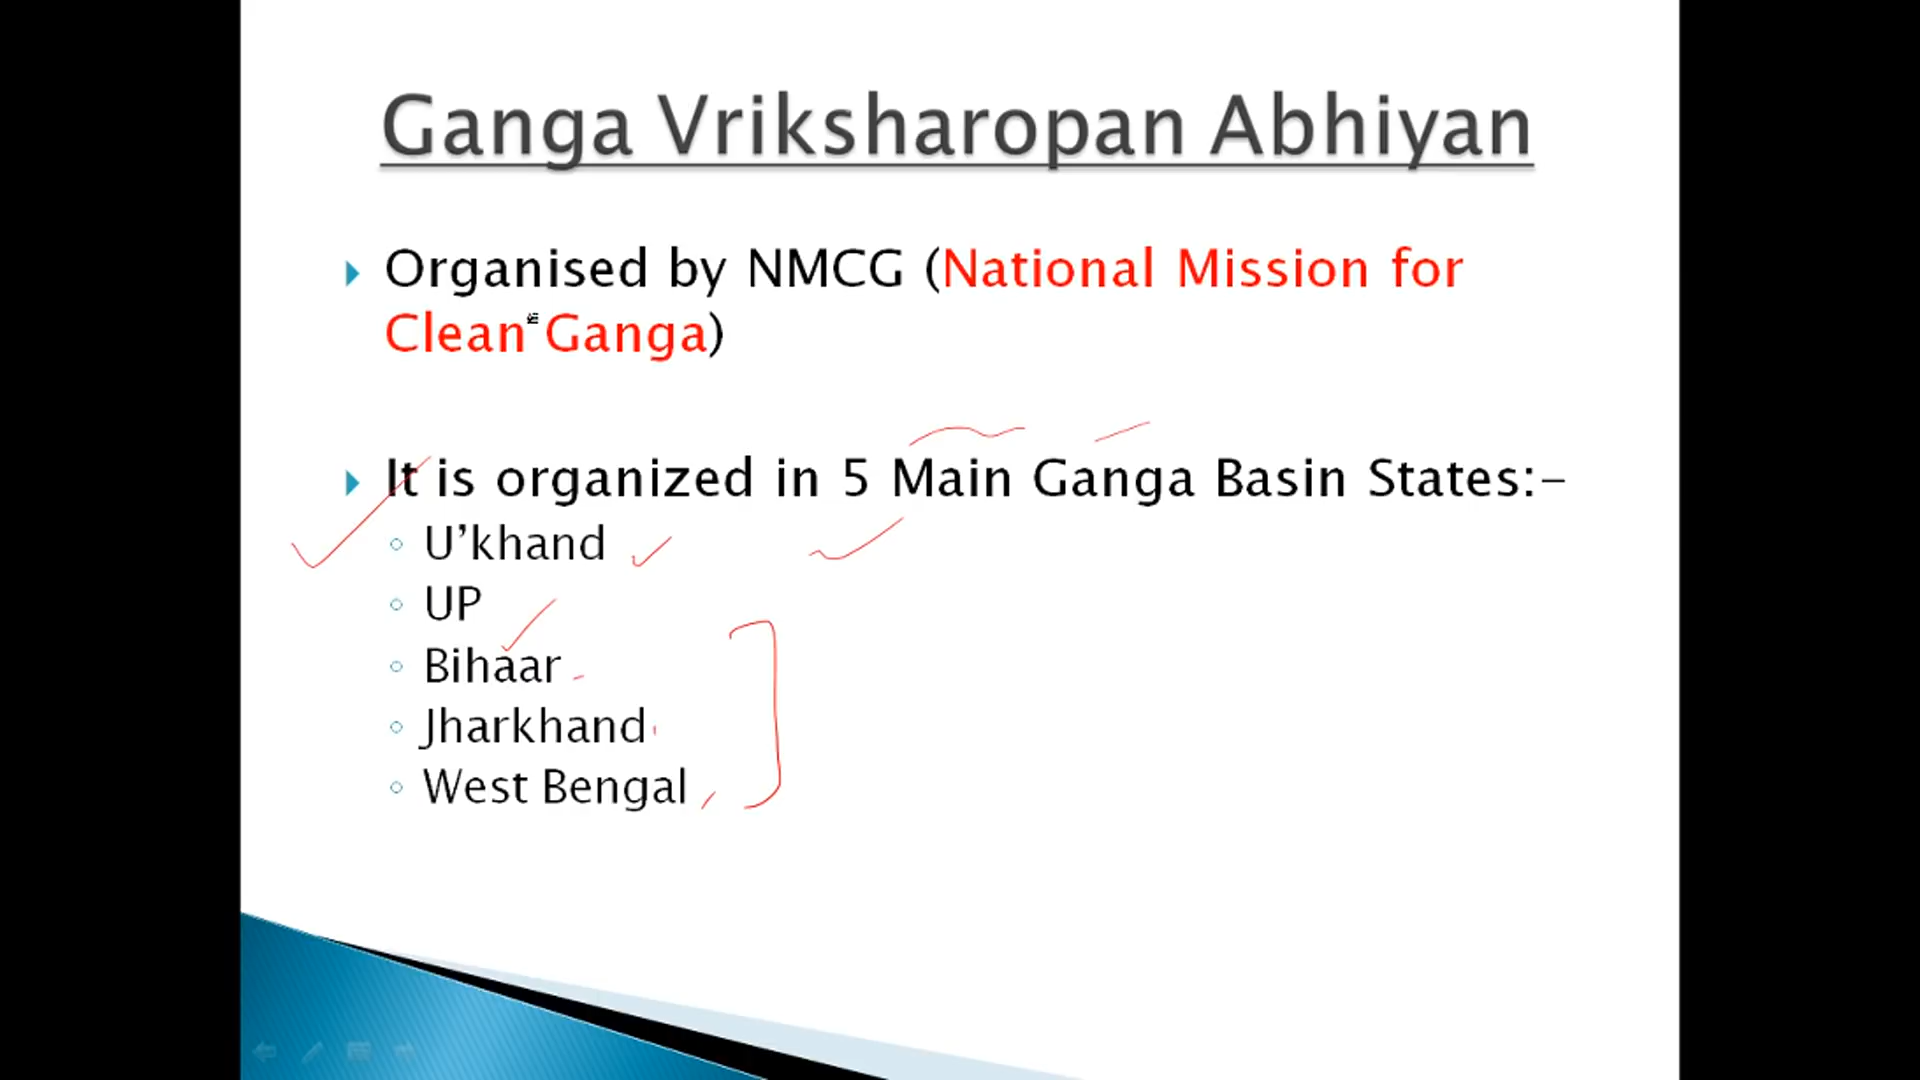 Ganga Vriksharopan Abhiyan
Organised by NMCG (National Mission for
Clean Ganga)
It is organized in 5 Main Ganga Basin States:-
U'khand
UP
Bihaar
Jharkhand
West Bengal